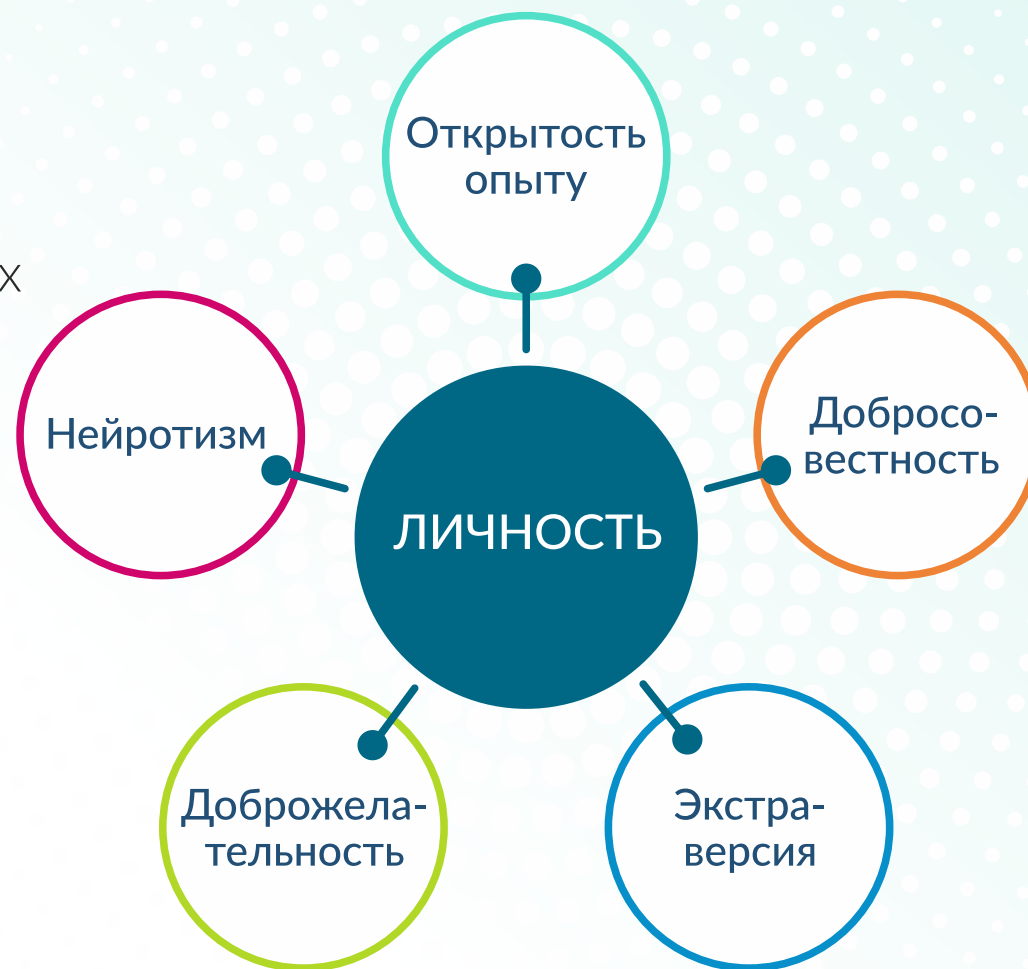 Открытость
опыту
х
Нейротизм
Добросо-
вестность
ЛИЧНОСТЬ
Доброжела-
тельность
Экстра-
версия